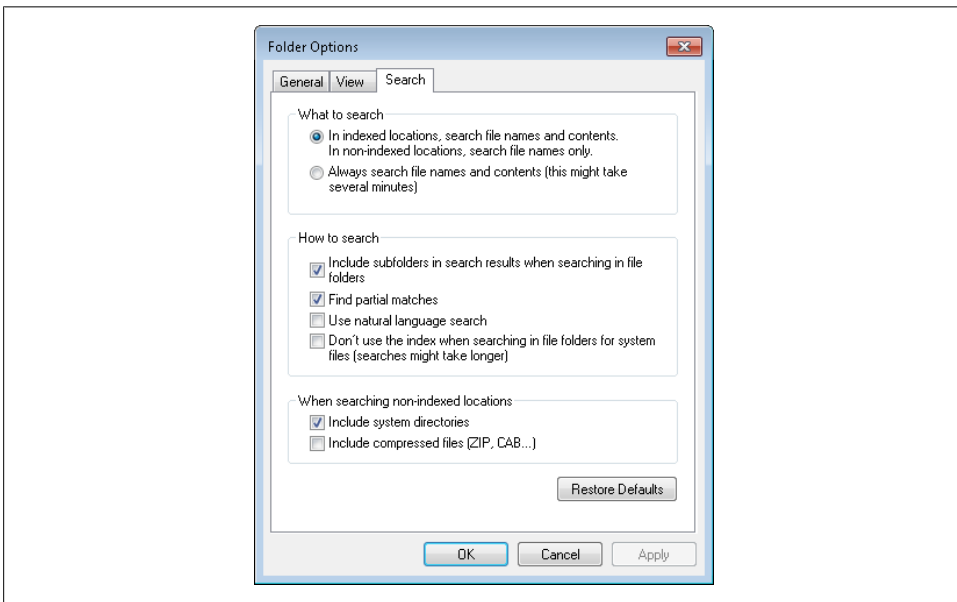 Folder Options
General View Search
What to search
In indexed locations, search file names and contents.
In non-indexed locations, search file names only.
Always search file names and contents (this might take
several minutes)
How to search
Include subfolders in search results when searching in file
folders
Find partial matches
Use natural language search
Don´t use the index when searching in file folders for system
files (searches might take longer)
When searching non-indexed locations
Include system directories
Include compressed files (ZIP, CAB...)
Restore Defaults
OK Cancel Apply